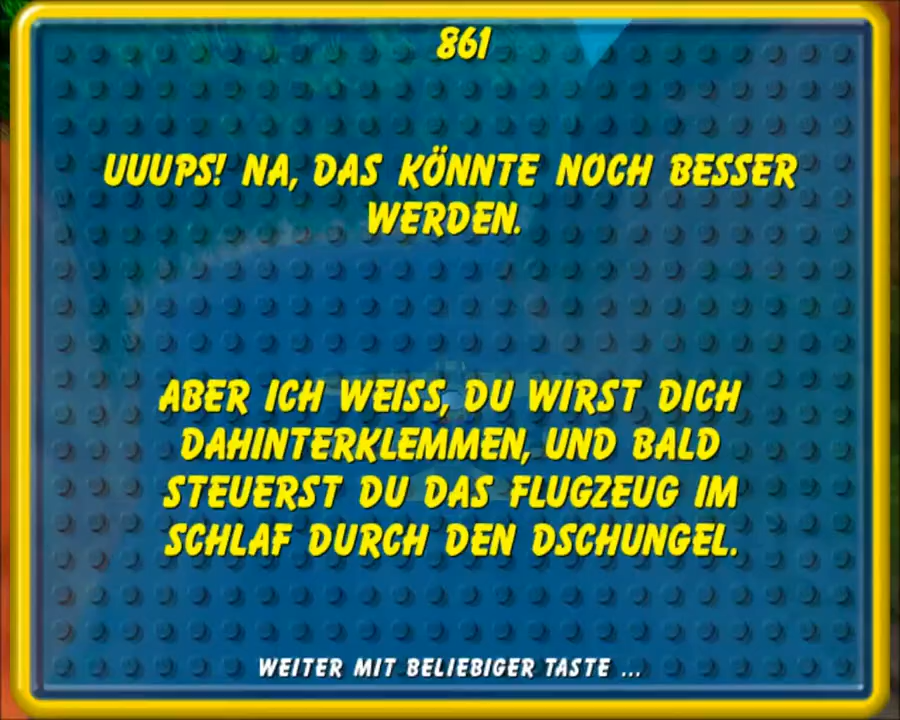 861
UUUPS! NA, DAS KÖNNTE NOCH BESSER
WERDEN.
ABER ICH WEISS, DU WIRST DICH
DAHINTERKLEMMEN, UND BALD
STEUERST DU DAS FLUGZEUG IM
SCHLAF DURCH DEN DSCHUNGEL.
WEITER MIT BELIEBIGER TASTE ...